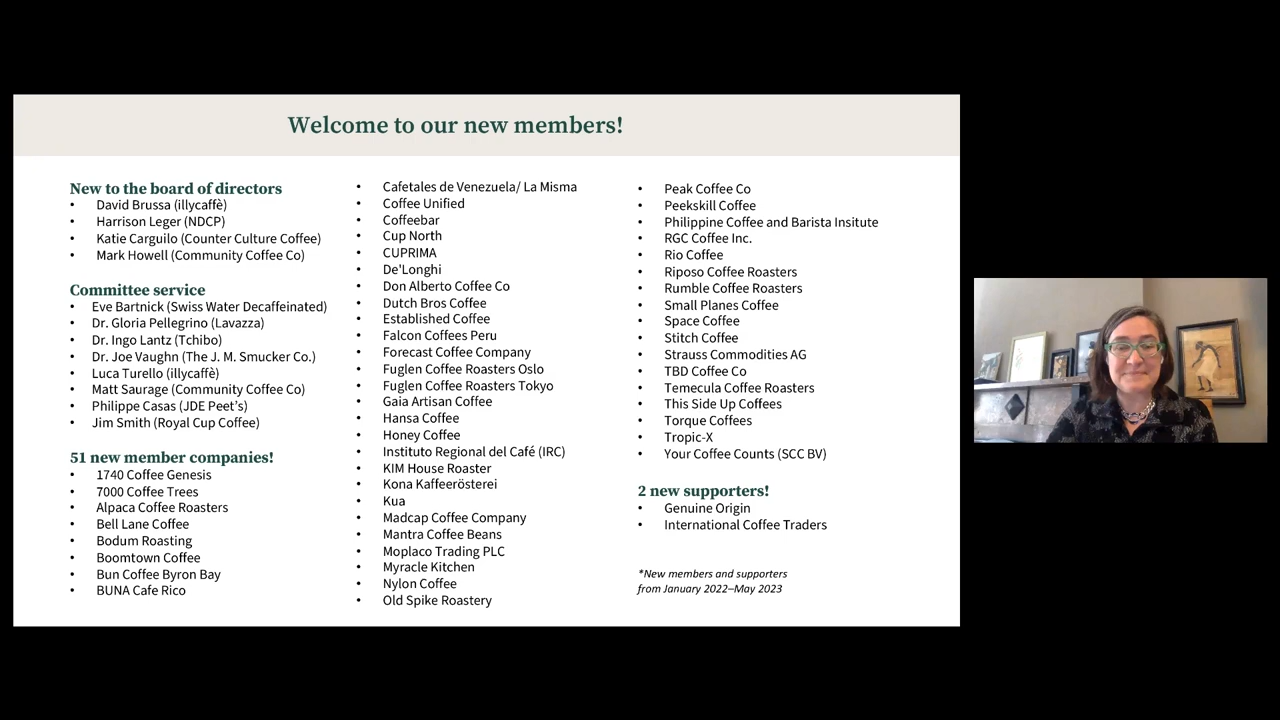 Welcome to our new members!
New to the board of directors
• David Brussa (illycaffè)
• Harrison Leger (NDCP)
• Katie Carguilo (Counter Culture Coffee)
• Mark Howell (Community Coffee Co)
Committee service
• Eve Bartnick (Swiss Water Decaffeinated)
• Dr. Gloria Pellegrino (Lavazza)
• Dr. Ingo Lantz (Tchibo)
• Dr. Joe Vaughn (The J. M. Smucker Co.)
• Luca Turello (illycaffè)
• Matt Saurage (Community Coffee Co)
• Philippe Casas (JDE Peet’s)
• Jim Smith (Royal Cup Coffee)
51 new member companies!
• 1740 Coffee Genesis
• 7000 Coffee Trees
• Alpaca Coffee Roasters
• Bell Lane Coffee
• Bodum Roasting
• Boomtown Coffee
• Bun Coffee Byron Bay
• BUNA Cafe Rico
• Cafetales de Venezuela/ La Misma
• Coffee Unified
• Coffeebar
• Cup North
• CUPRIMA
• De'Longhi
• Don Alberto Coffee Co
• Dutch Bros Coffee
• Established Coffee
• Falcon Coffees Peru
• Forecast Coffee Company
• Fuglen Coffee Roasters Oslo
• Fuglen Coffee Roasters Tokyo
• Gaia Artisan Coffee
• Hansa Coffee
• Honey Coffee
• Instituto Regional del Café (IRC)
• KIM House Roaster
• Kona Kaffeerösterei
• Kua
• Madcap Coffee Company
• Mantra Coffee Beans
• Moplaco Trading PLC
• Myracle Kitchen
• Nylon Coffee
• Old Spike Roastery
• Peak Coffee Co
• Peekskill Coffee
• Philippine Coffee and Barista Insitute
• RGC Coffee Inc.
• Rio Coffee
• Riposo Coffee Roasters
• Rumble Coffee Roasters
• Small Planes Coffee
• Space Coffee
• Stitch Coffee
• Strauss Commodities AG
• TBD Coffee Co
• Temecula Coffee Roasters
• This Side Up Coffees
• Torque Coffees
• Tropic-X
• Your Coffee Counts (SCC BV)
2 new supporters!
• Genuine Origin
• International Coffee Traders
*New members and supporters
from January 2022–May 2023